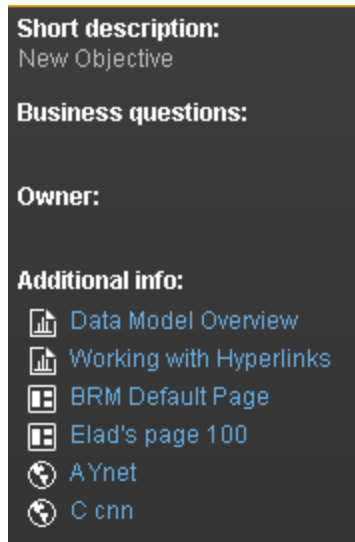 Short description:
New Objective
Business questions:
Owner:
Additional info:
Data Model Overview
Working with Hyperlinks
BRM Default Page
Elad's page 100
AYnet
C cnn